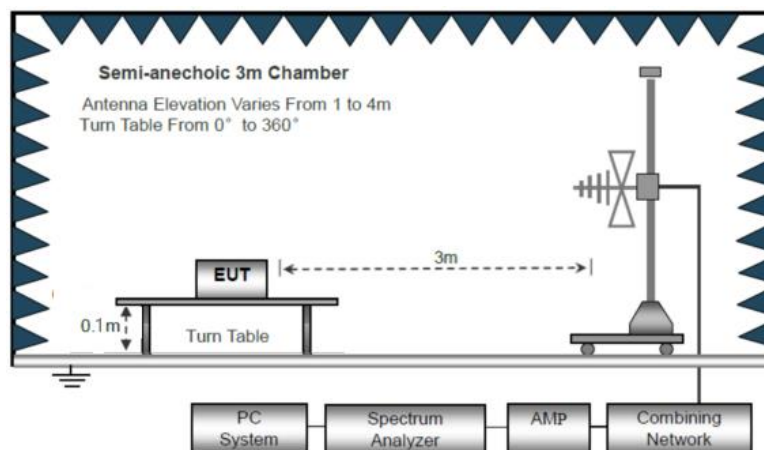 Semi-anechoic 3m Chamber
Antenna Elevation Varies From 1 to 4m
Turn Table From 0° to 360°
3m
EUT
0.1m
Turn Table
PC
System
Spectrum
Analyzer
AMP
Combining
Network